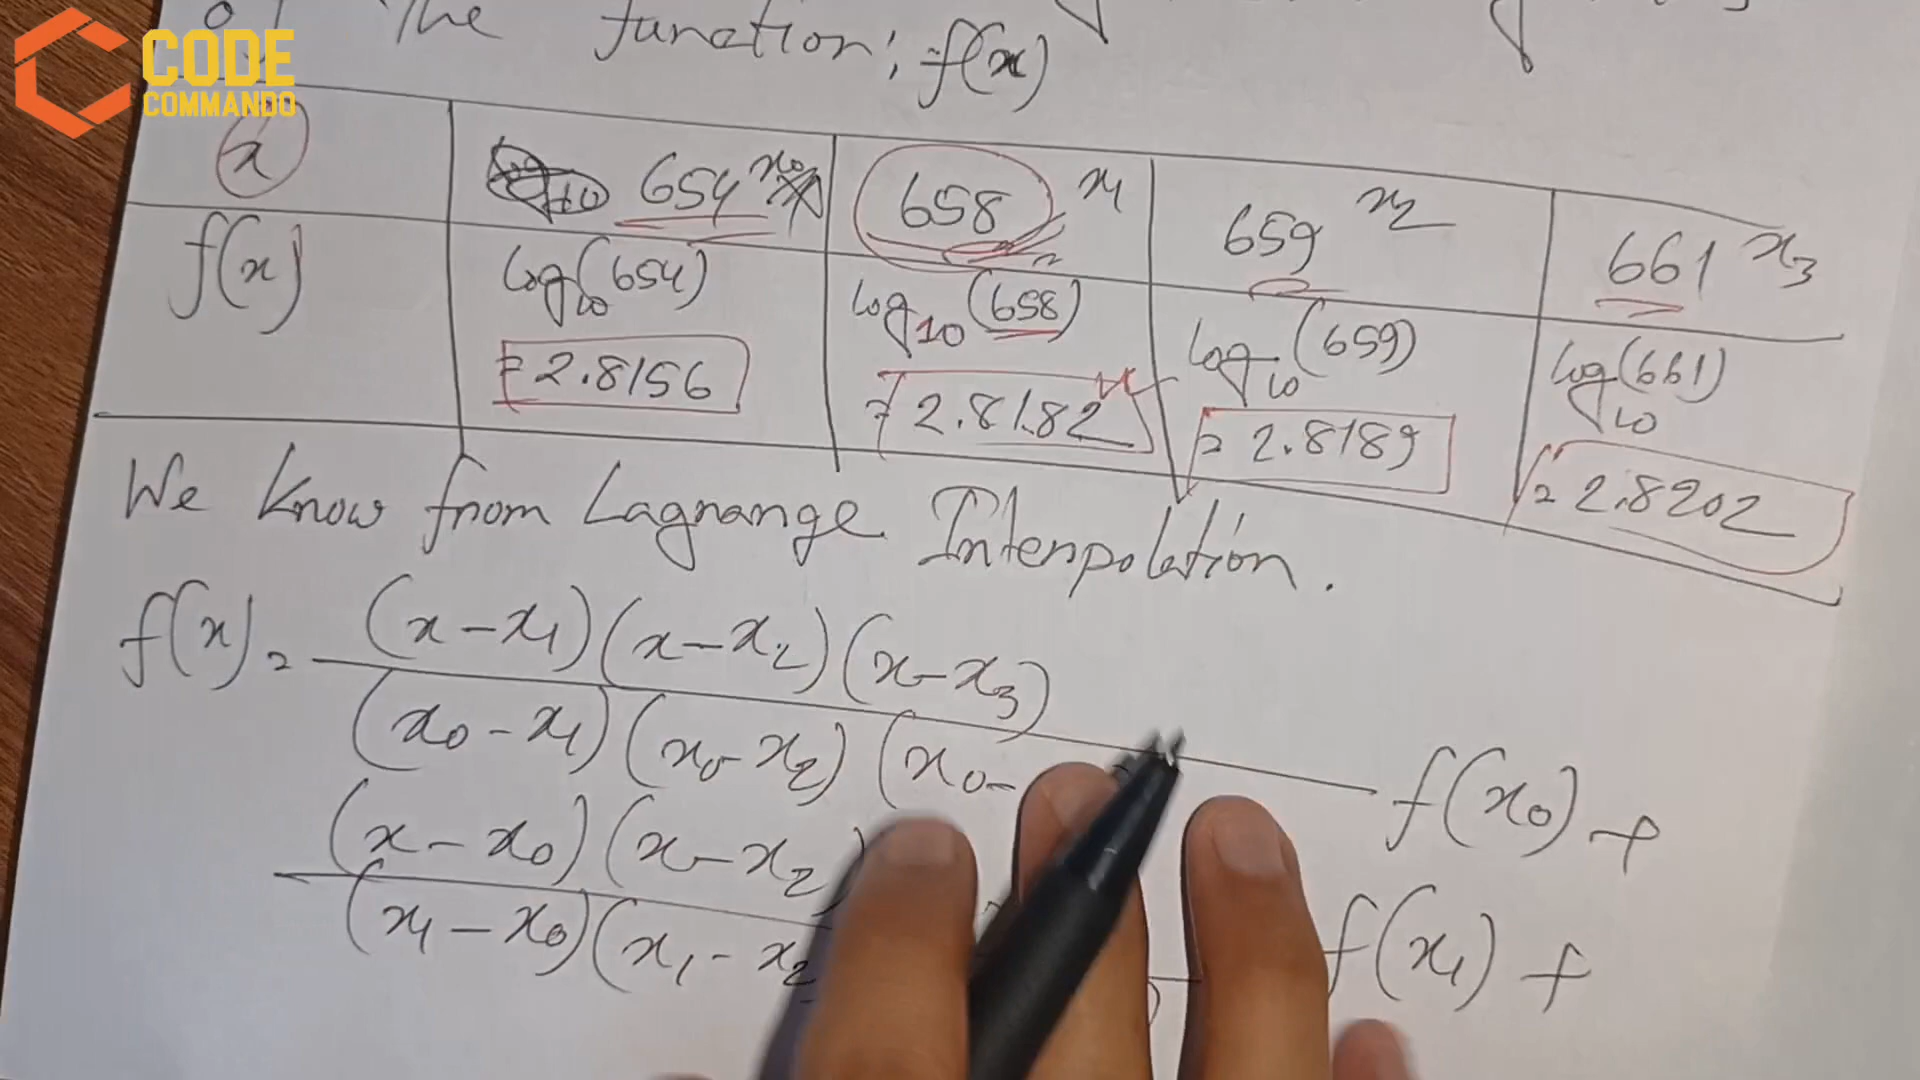 CODE
COMMANDO
of the function; f(x)
x 654 x0 658 x1 659 x2 661 x3
f(x) log10(654) log10(658) log10(659) log10(661)
= 2.8156 = 2.8182 = 2.8189 = 2.8202
We know from Lagrange Interpolation.
f(x) = (x-x1)(x-x2)(x-x3)
(x0-x1)(x0-x2)(x0- f(x0) +
(x-x0)(x-x2)
(x1-x0)(x1-x2 f(x1) +